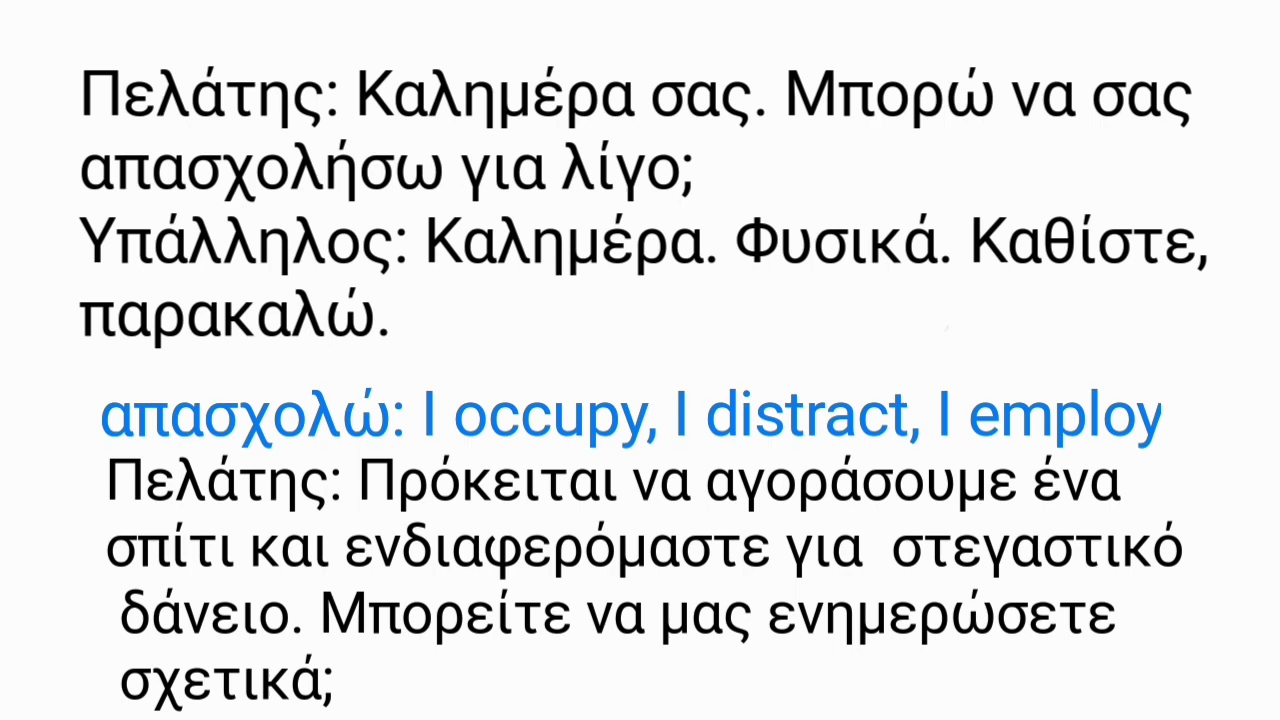 Πελάτης: Καλημέρα σας. Μπορώ να σας
απασχολήσω για λίγο;
Υπάλληλος: Καλημέρα. Φυσικά. Καθίστε,
παρακαλώ.
απασχολώ: I occupy, I distract, I employ
Πελάτης: Πρόκειται να αγοράσουμε ένα
σπίτι και ενδιαφερόμαστε για στεγαστικό
δάνειο. Μπορείτε να μας ενημερώσετε
σχετικά;